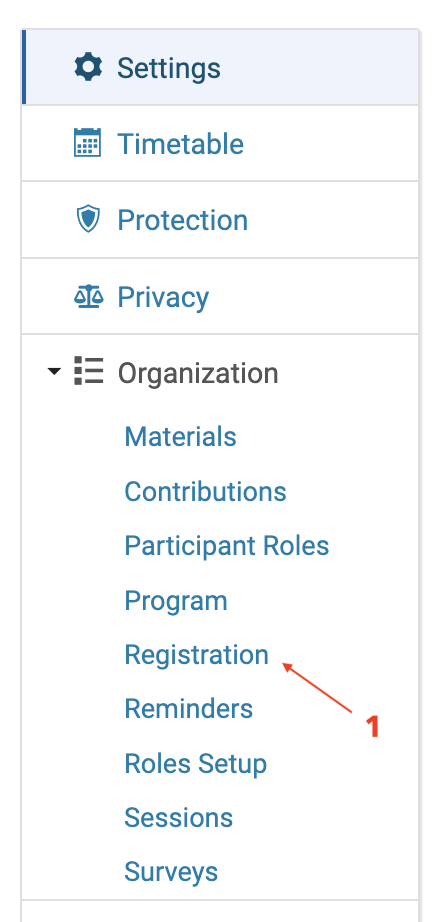 Settings
Timetable
Protection
Privacy
Organization
Materials
Contributions
Participant Roles
Program
Registration
Reminders
1
Roles Setup
Sessions
Surveys